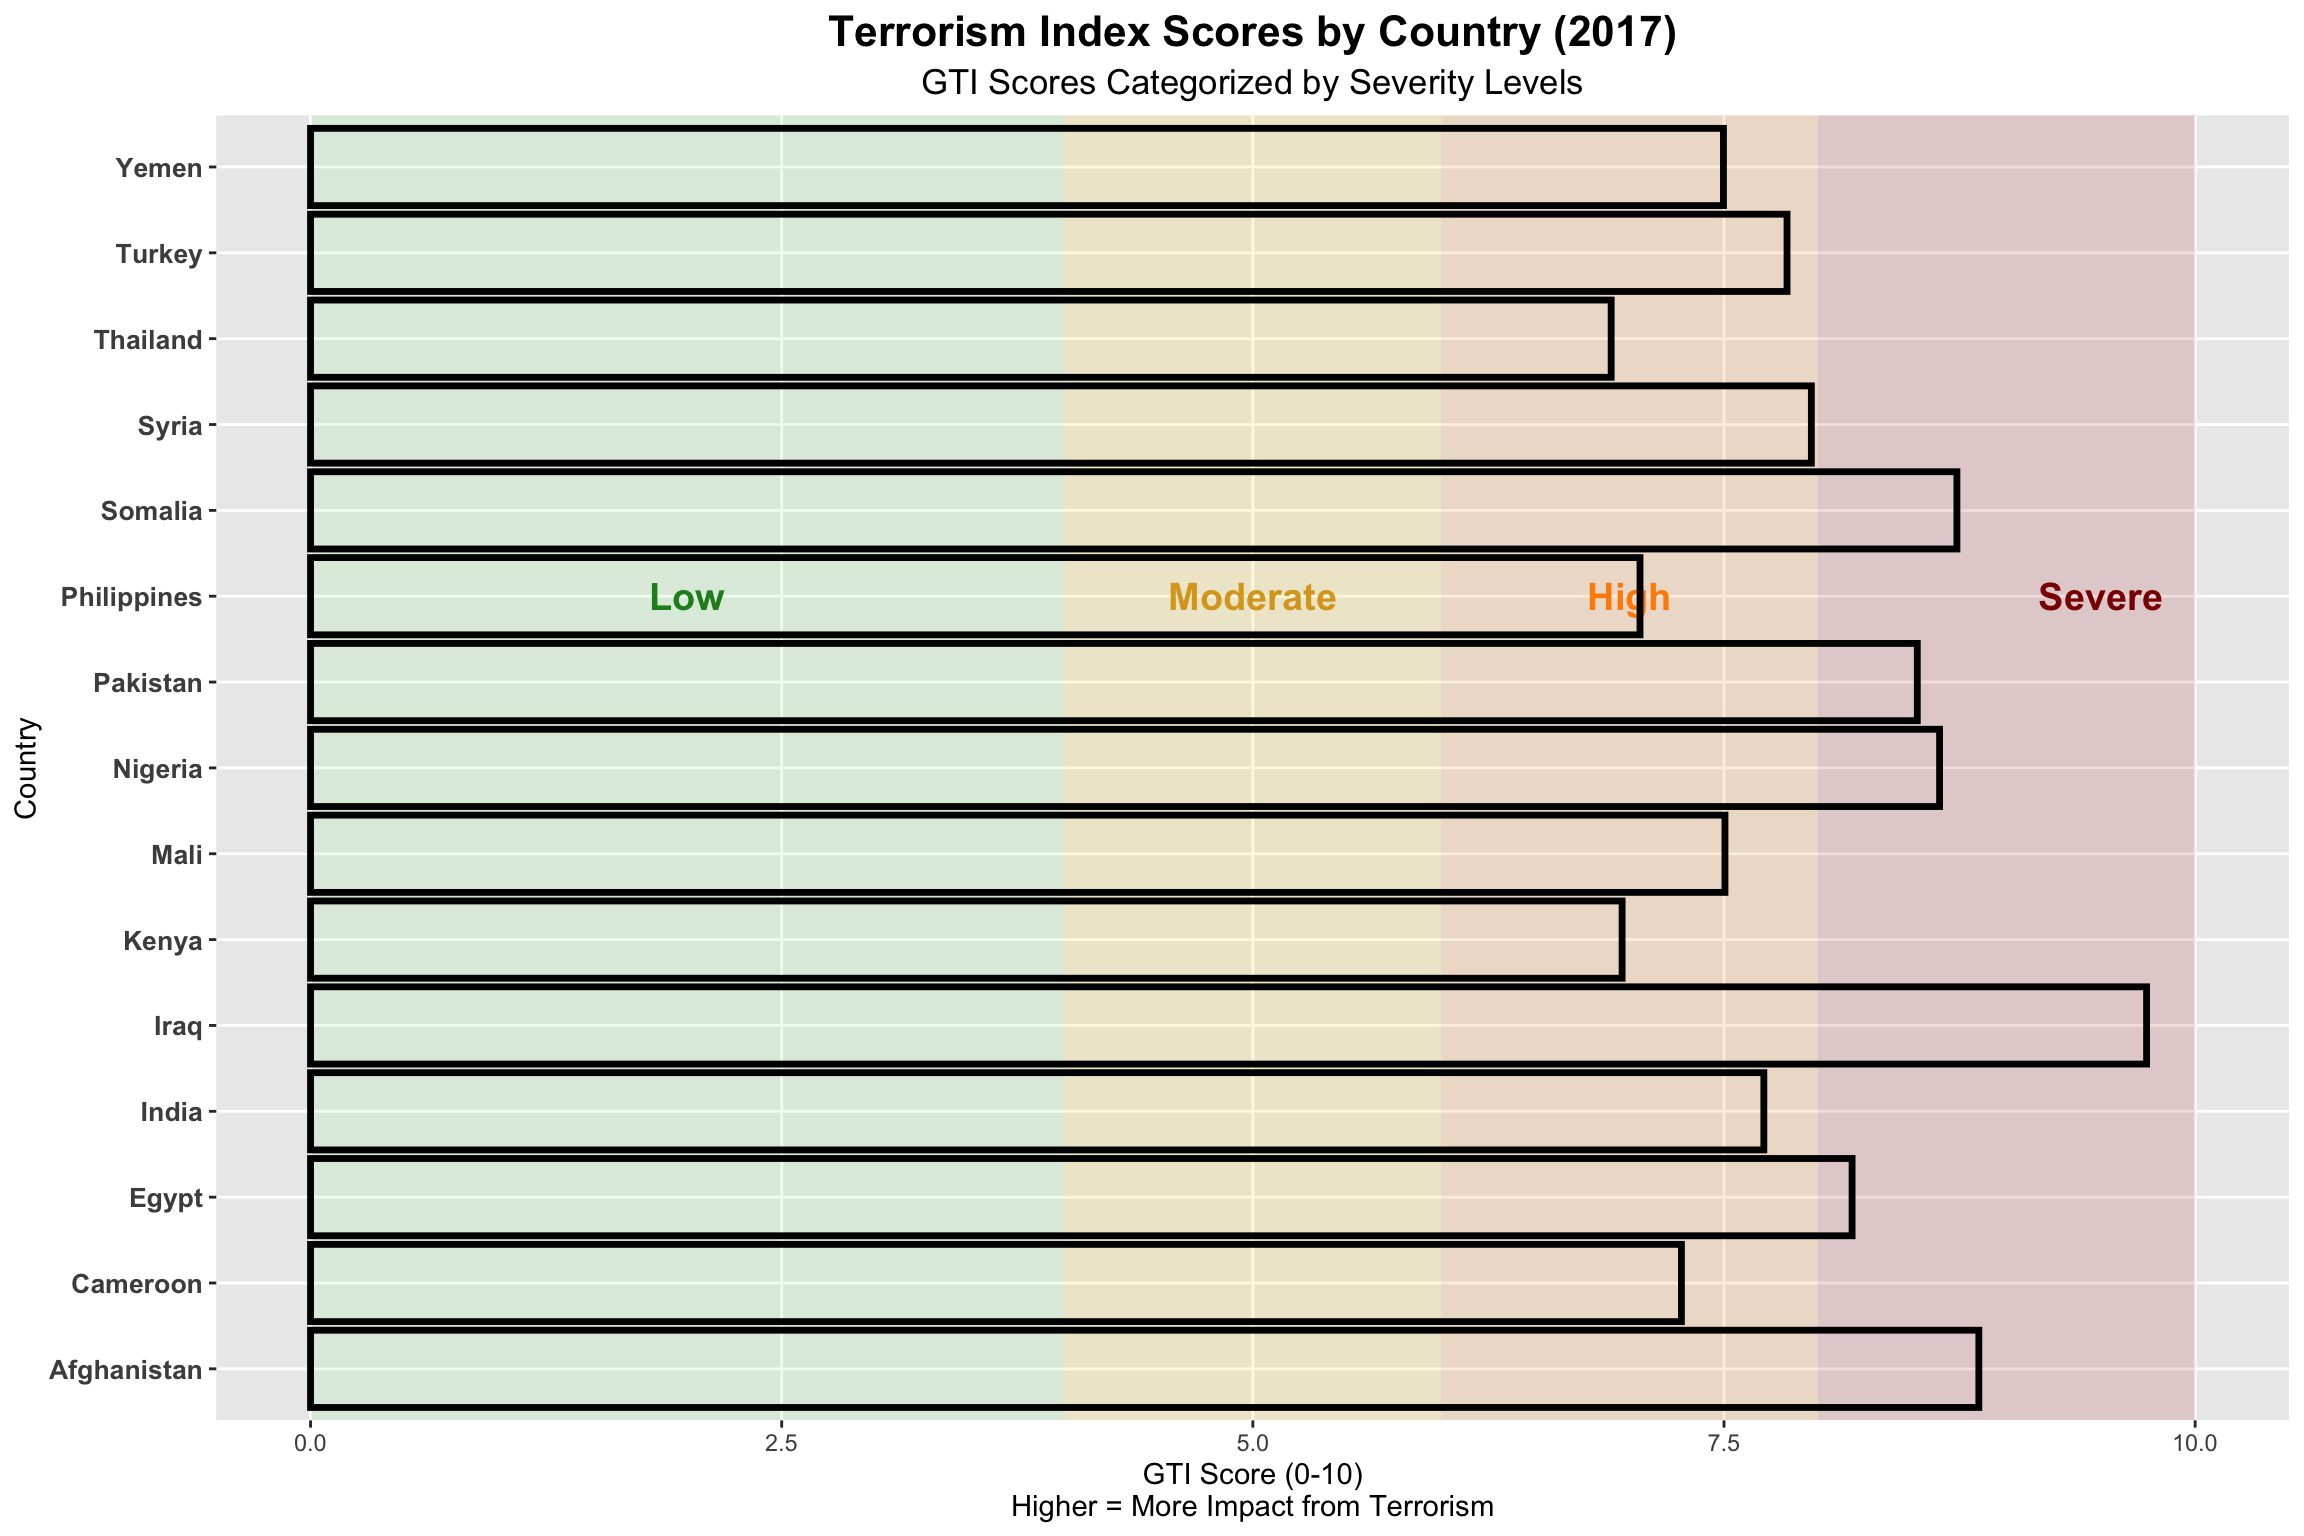 Terrorism Index Scores by Country (2017)
GTI Scores Categorized by Severity Levels
Country
Yemen
Turkey
Thailand
Syria
Somalia
Philippines
Low Moderate High Severe
Pakistan
Nigeria
Mali
Kenya
Iraq
India
Egypt
Cameroon
Afghanistan
0.0 2.5 5.0 7.5 10.0
GTI Score (0-10)
Higher = More Impact from Terrorism